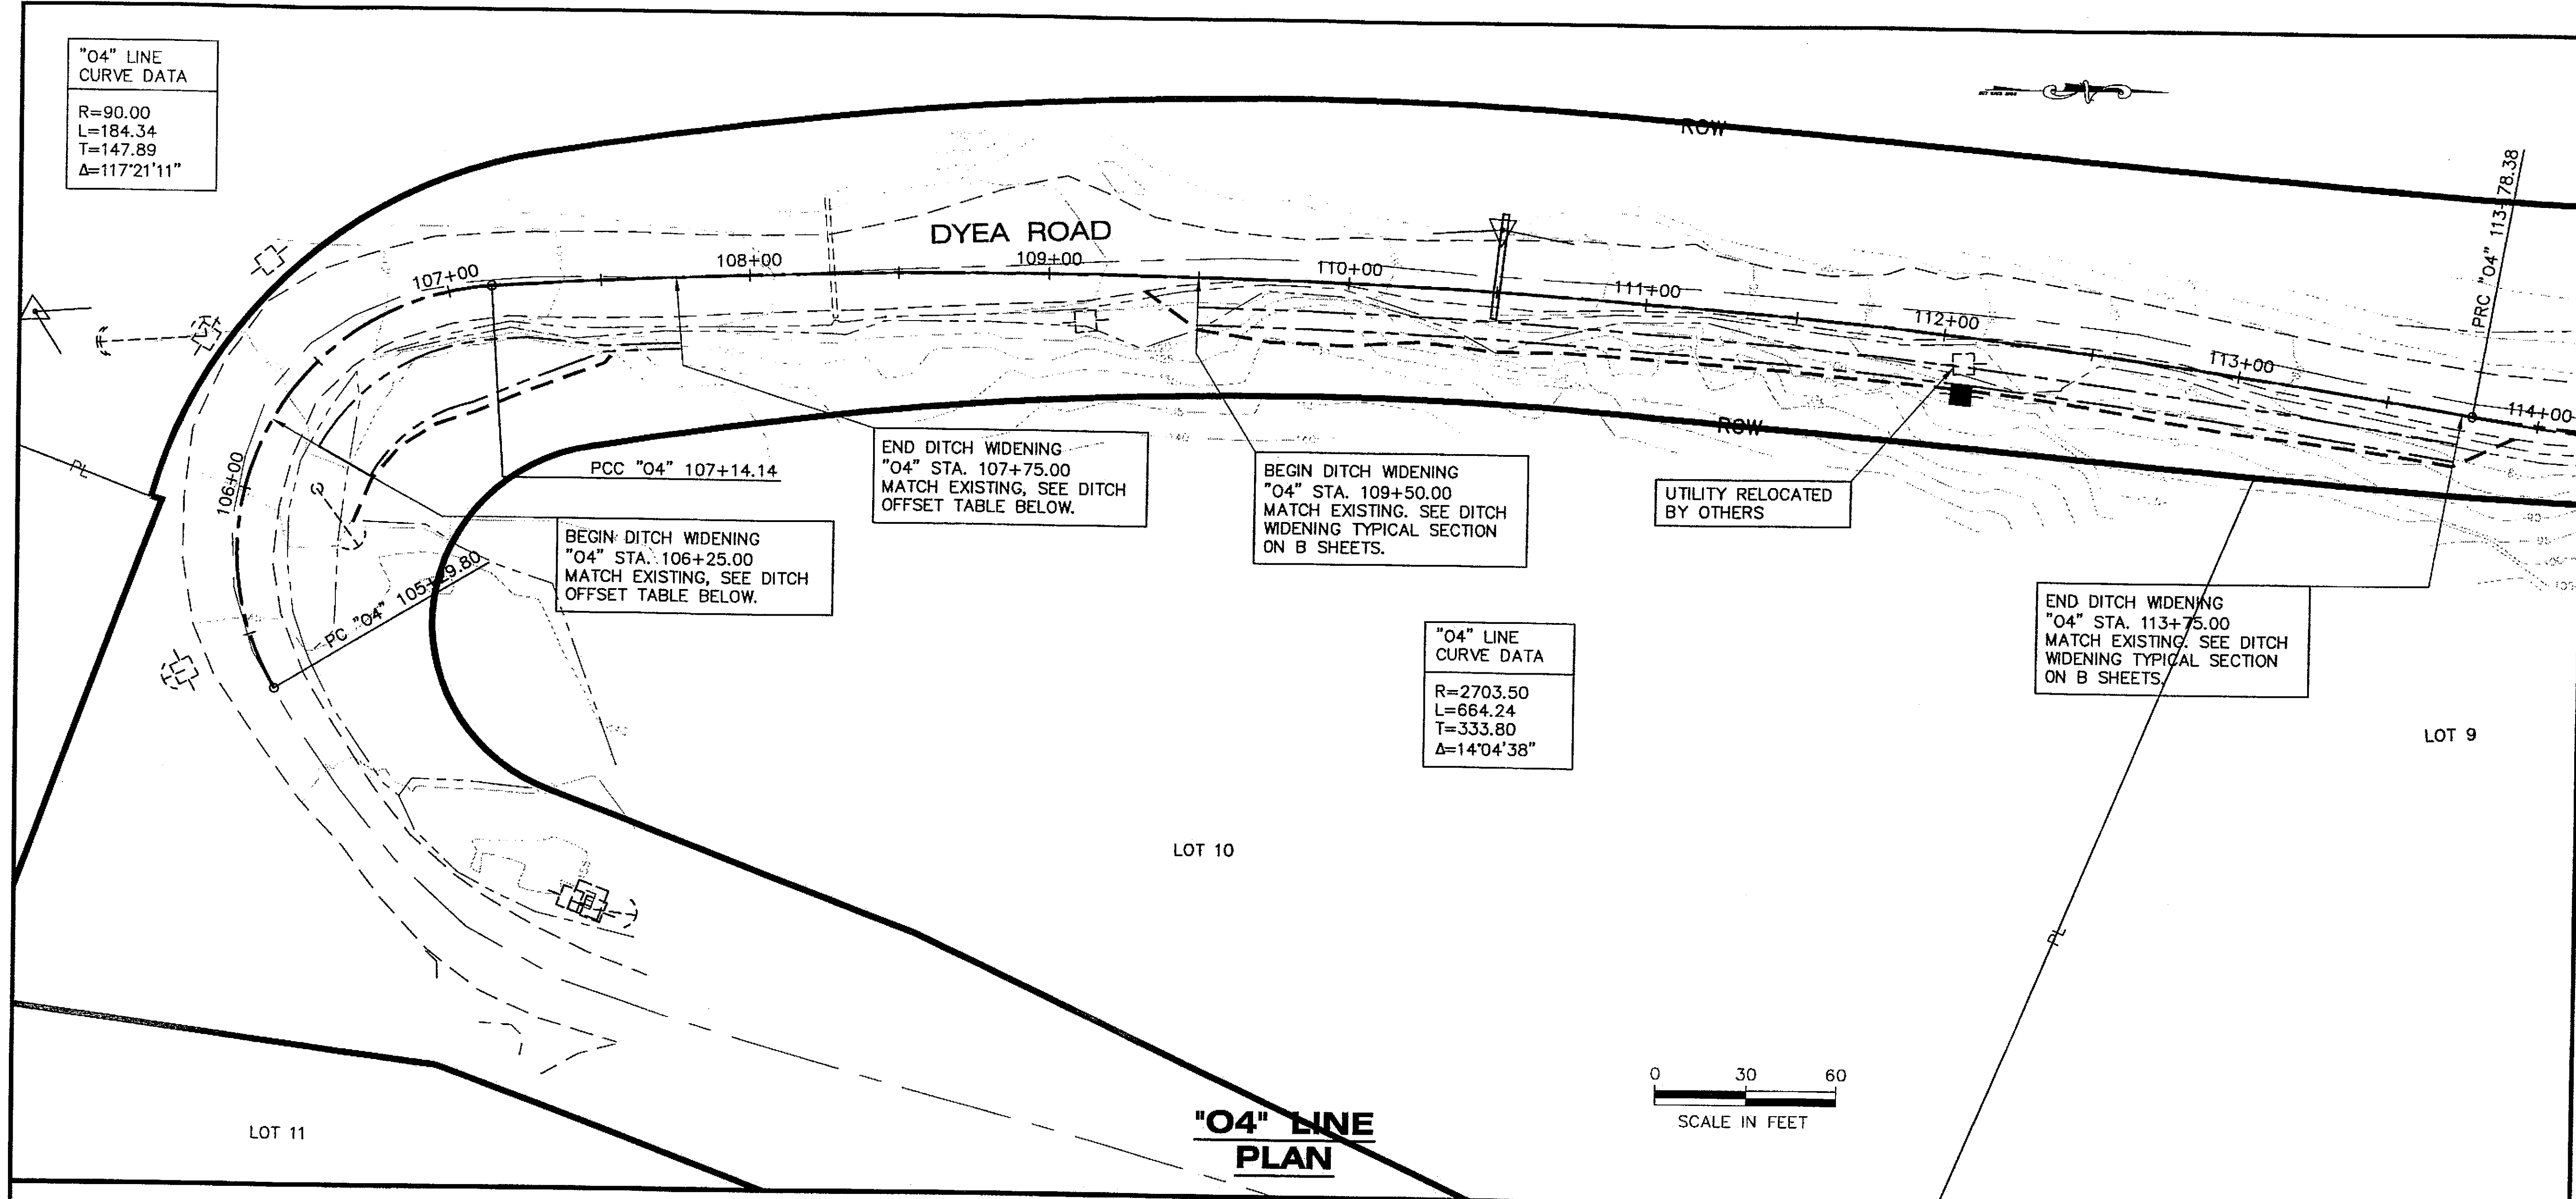 "O4" LINE
CURVE DATA
R=90.00
L=184.34
T=147.89
Δ=117°21'11"
ROW
PRC "O4" 113+78.38
DYEA ROAD
107+00
108+00
109+00
110+00
111+00
112+00
113+00
114+00
106+00
PL
ROW
PCC "O4" 107+14.14
END DITCH WIDENING
"O4" STA. 107+75.00
MATCH EXISTING, SEE DITCH
OFFSET TABLE BELOW.
BEGIN DITCH WIDENING
"O4" STA. 109+50.00
MATCH EXISTING. SEE DITCH
WIDENING TYPICAL SECTION
ON B SHEETS.
UTILITY RELOCATED
BY OTHERS
BEGIN DITCH WIDENING
"O4" STA. 106+25.00
MATCH EXISTING, SEE DITCH
OFFSET TABLE BELOW.
PC "O4" 105+29.80
END DITCH WIDENING
"O4" STA. 113+75.00
MATCH EXISTING. SEE DITCH
WIDENING TYPICAL SECTION
ON B SHEETS.
"O4" LINE
CURVE DATA
R=2703.50
L=664.24
T=333.80
Δ=14°04'38"
LOT 9
LOT 10
PL
0 30 60
SCALE IN FEET
LOT 11
"O4" LINE
PLAN